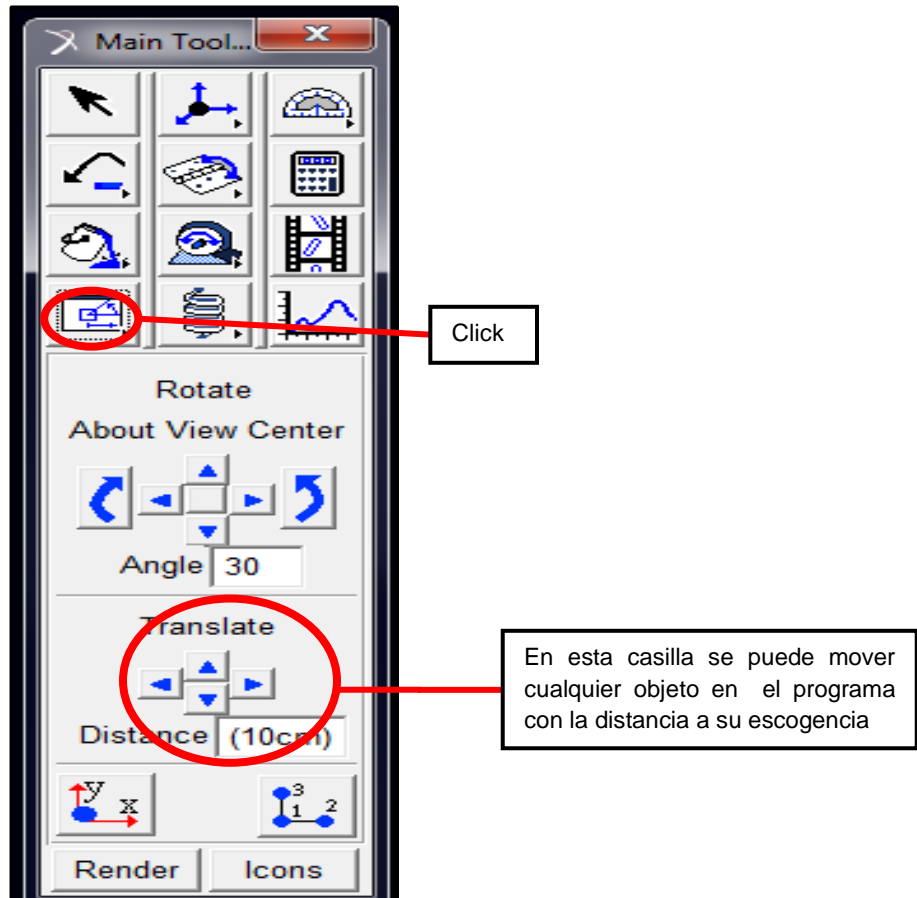 Main Tool...
Click
Rotate
About View Center
Angle 30
Translate
Distance (10cm)
En esta casilla se puede mover
cualquier objeto en el programa
con la distancia a su escogencia
y x
3
1 2
Render Icons